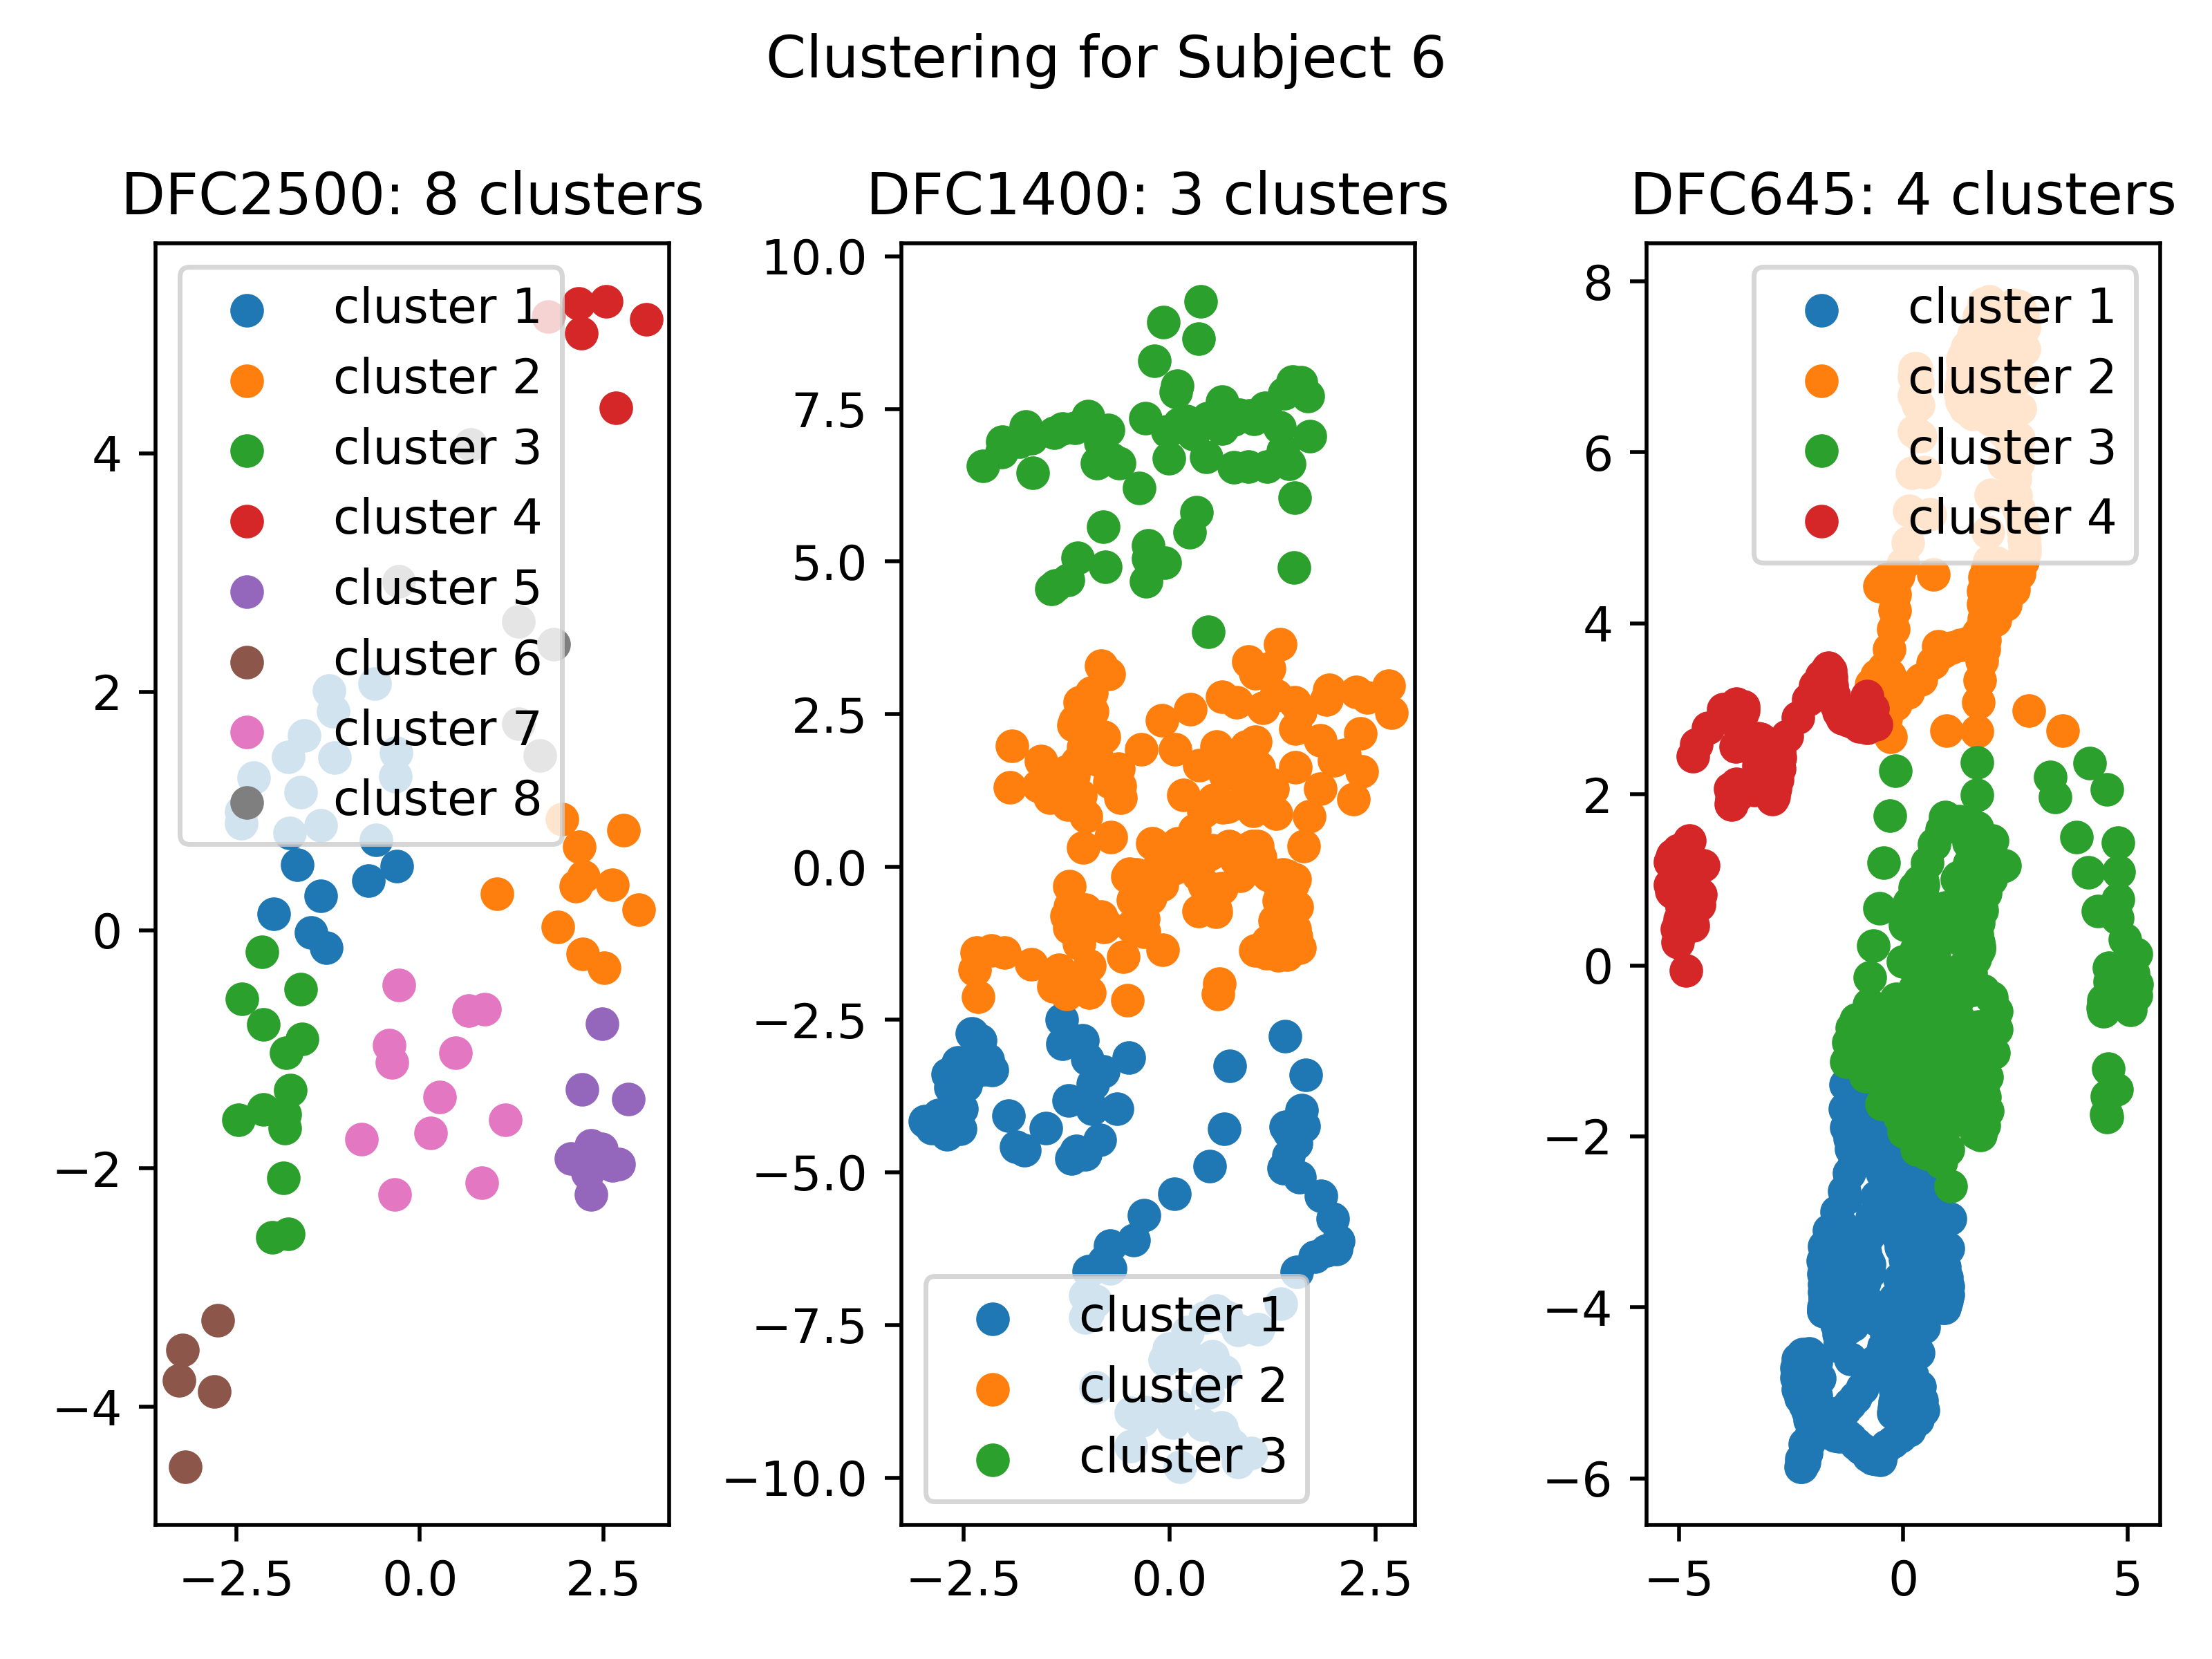 Clustering for Subject 6
DFC2500: 8 clusters
cluster 1
cluster 2
cluster 3
cluster 4
cluster 5
cluster 6
cluster 7
cluster 8
4
2
0
−2
−4
−2.5 0.0 2.5
DFC1400: 3 clusters
10.0
7.5
5.0
2.5
0.0
−2.5
−5.0
−7.5
−10.0
cluster 1
cluster 2
cluster 3
−2.5 0.0 2.5
DFC645: 4 clusters
cluster 1
cluster 2
cluster 3
cluster 4
8
6
4
2
0
−2
−4
−6
−5 0 5